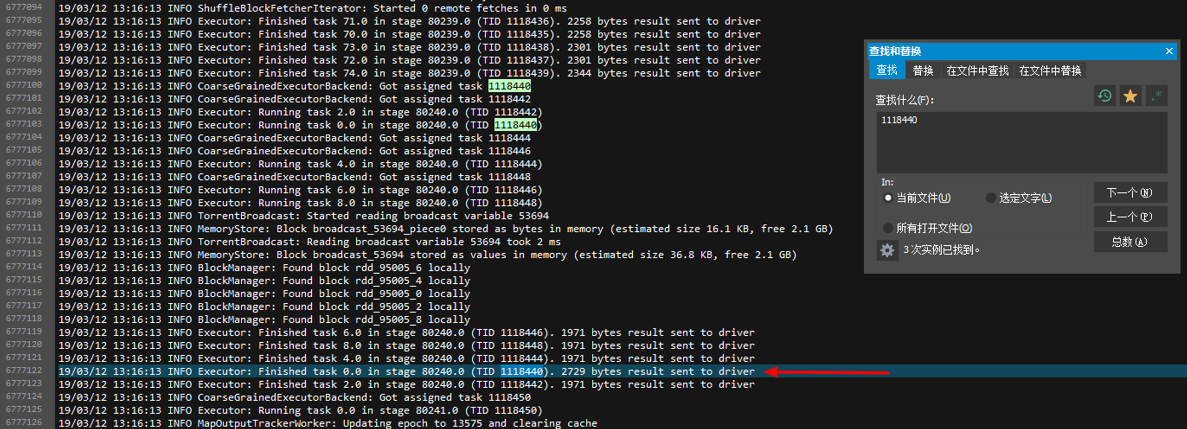 6777094 19/03/12 13:16:13 INFO ShuffleBlockFetcherIterator: Started 0 remote fetches in 0 ms
6777095 19/03/12 13:16:13 INFO Executor: Finished task 71.0 in stage 80239.0 (TID 1118436). 2258 bytes result sent to driver
6777096 19/03/12 13:16:13 INFO Executor: Finished task 70.0 in stage 80239.0 (TID 1118435). 2258 bytes result sent to driver
6777097 19/03/12 13:16:13 INFO Executor: Finished task 73.0 in stage 80239.0 (TID 1118438). 2301 bytes result sent to driver
6777098 19/03/12 13:16:13 INFO Executor: Finished task 72.0 in stage 80239.0 (TID 1118437). 2301 bytes result sent to driver
6777099 19/03/12 13:16:13 INFO Executor: Finished task 74.0 in stage 80239.0 (TID 1118439). 2344 bytes result sent to driver
6777100 19/03/12 13:16:13 INFO CoarseGrainedExecutorBackend: Got assigned task 1118440
6777101 19/03/12 13:16:13 INFO CoarseGrainedExecutorBackend: Got assigned task 1118442
6777102 19/03/12 13:16:13 INFO Executor: Running task 2.0 in stage 80240.0 (TID 1118442)
6777103 19/03/12 13:16:13 INFO Executor: Running task 0.0 in stage 80240.0 (TID 1118440)
6777104 19/03/12 13:16:13 INFO CoarseGrainedExecutorBackend: Got assigned task 1118444
6777105 19/03/12 13:16:13 INFO CoarseGrainedExecutorBackend: Got assigned task 1118446
6777106 19/03/12 13:16:13 INFO Executor: Running task 4.0 in stage 80240.0 (TID 1118444)
6777107 19/03/12 13:16:13 INFO CoarseGrainedExecutorBackend: Got assigned task 1118448
6777108 19/03/12 13:16:13 INFO Executor: Running task 6.0 in stage 80240.0 (TID 1118446)
6777109 19/03/12 13:16:13 INFO Executor: Running task 8.0 in stage 80240.0 (TID 1118448)
6777110 19/03/12 13:16:13 INFO TorrentBroadcast: Started reading broadcast variable 53694
6777111 19/03/12 13:16:13 INFO MemoryStore: Block broadcast_53694_piece0 stored as bytes in memory (estimated size 16.1 KB, free 2.1 GB)
6777112 19/03/12 13:16:13 INFO TorrentBroadcast: Reading broadcast variable 53694 took 2 ms
6777113 19/03/12 13:16:13 INFO MemoryStore: Block broadcast_53694 stored as values in memory (estimated size 36.8 KB, free 2.1 GB)
6777114 19/03/12 13:16:13 INFO BlockManager: Found block rdd_95005_6 locally
6777115 19/03/12 13:16:13 INFO BlockManager: Found block rdd_95005_4 locally
6777116 19/03/12 13:16:13 INFO BlockManager: Found block rdd_95005_0 locally
6777117 19/03/12 13:16:13 INFO BlockManager: Found block rdd_95005_2 locally
6777118 19/03/12 13:16:13 INFO BlockManager: Found block rdd_95005_8 locally
6777119 19/03/12 13:16:13 INFO Executor: Finished task 6.0 in stage 80240.0 (TID 1118446). 1971 bytes result sent to driver
6777120 19/03/12 13:16:13 INFO Executor: Finished task 8.0 in stage 80240.0 (TID 1118448). 1971 bytes result sent to driver
6777121 19/03/12 13:16:13 INFO Executor: Finished task 4.0 in stage 80240.0 (TID 1118444). 1971 bytes result sent to driver
6777122 19/03/12 13:16:13 INFO Executor: Finished task 0.0 in stage 80240.0 (TID 1118440). 2729 bytes result sent to driver
6777123 19/03/12 13:16:13 INFO Executor: Finished task 2.0 in stage 80240.0 (TID 1118442). 1971 bytes result sent to driver
6777124 19/03/12 13:16:13 INFO CoarseGrainedExecutorBackend: Got assigned task 1118450
6777125 19/03/12 13:16:13 INFO Executor: Running task 0.0 in stage 80241.0 (TID 1118450)
6777126 19/03/12 13:16:13 INFO MapOutputTrackerWorker: Updating epoch to 13575 and clearing cache
查找和替换 ×
查找 替换 在文件中查找 在文件中替换
查找什么(F):
.*
1118440
In:
当前文件(U) 选定文字(L)
所有打开文件(O)
3 次实例已找到。
下一个(N)
上一个(P)
总数(A)